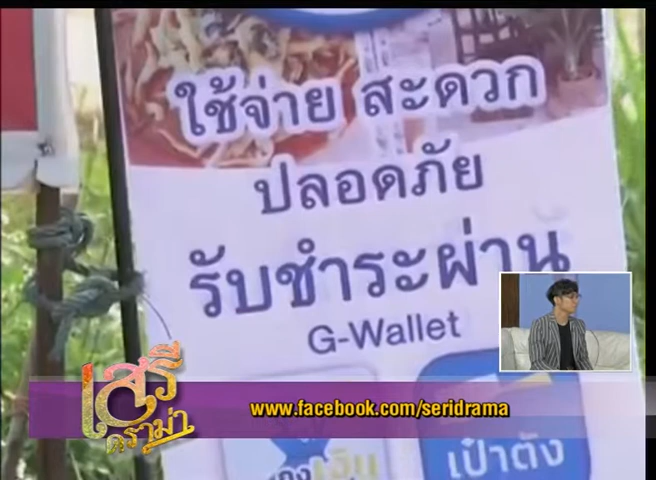 ใช้จ่าย สะดวก
ปลอดภัย
รับชำระผ่าน
G-Wallet
เสรี
ดราม่า
www.facebook.com/seridrama
เป๋าตัง